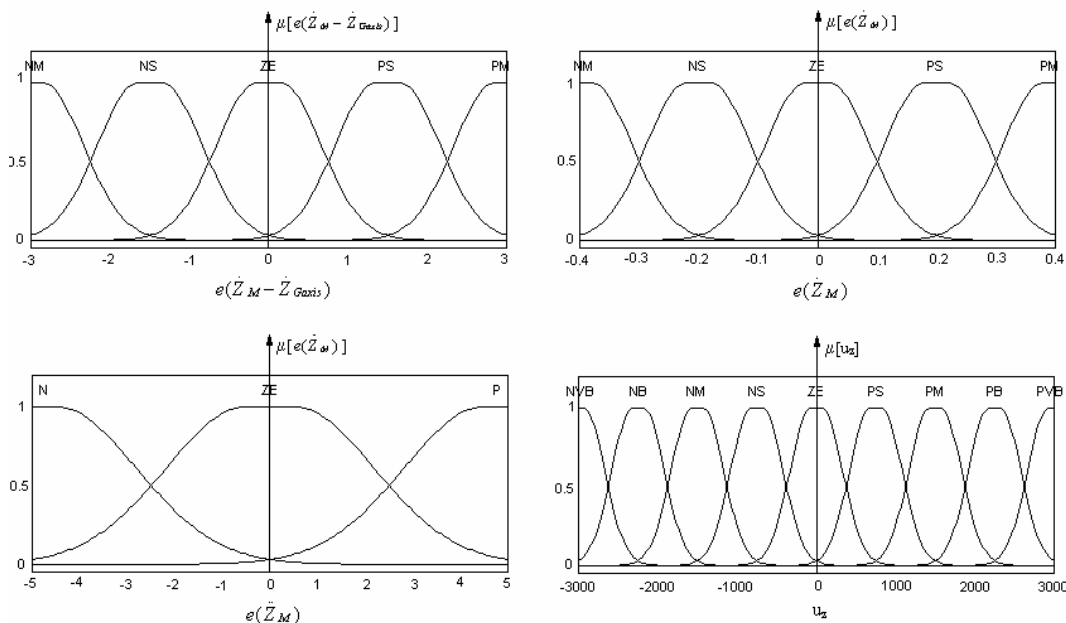 μ[e(Ż_M − Ż_Gaxis)]
NM NS ZE PS PM
1
0.5
0
-3 -2 -1 0 1 2 3
e(Ż_M − Ż_Gaxis)
μ[e(Ż_M)]
NM NS ZE PS PM
1
0.5
0
-0.4 -0.3 -0.2 -0.1 0 0.1 0.2 0.3 0.4
e(Ż_M)
μ[e(Z̈_M)]
N ZE P
1
0.5
0
-5 -4 -3 -2 -1 0 1 2 3 4 5
e(Z̈_M)
μ[u_z]
NVB NB NM NS ZE PS PM PB PVB
1
0.5
0
-3000 -2000 -1000 0 1000 2000 3000
u_z